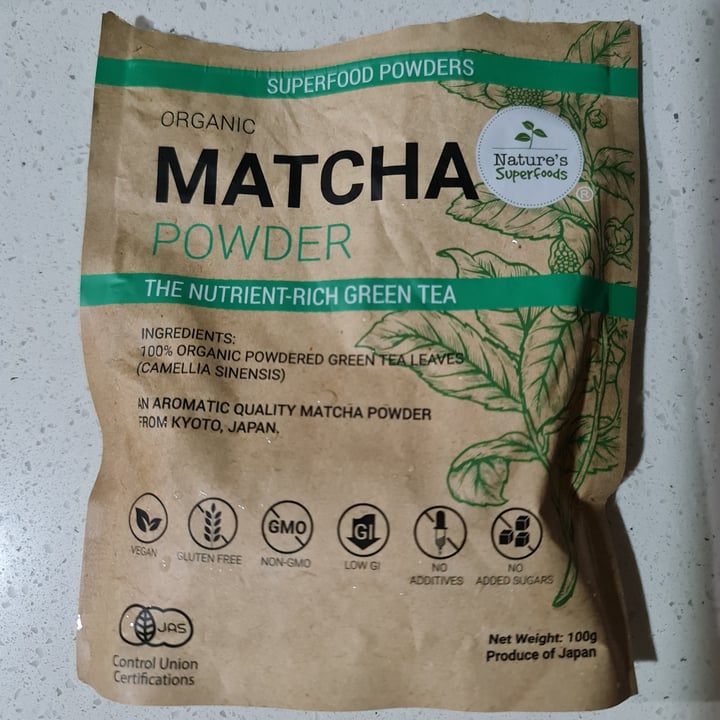 SUPERFOOD POWDERS
ORGANIC
MATCHA
POWDER
Nature's
Superfoods
®
THE NUTRIENT-RICH GREEN TEA
INGREDIENTS:
100% ORGANIC POWDERED GREEN TEA LEAVES
(CAMELLIA SINENSIS)
AN AROMATIC QUALITY MATCHA POWDER
FROM KYOTO, JAPAN.
GMO
GI
VEGAN
GLUTEN FREE
NON-GMO
LOW GI
NO
ADDITIVES
NO
ADDED SUGARS
JAS
Control Union
Certifications
Net Weight: 100g
Produce of Japan